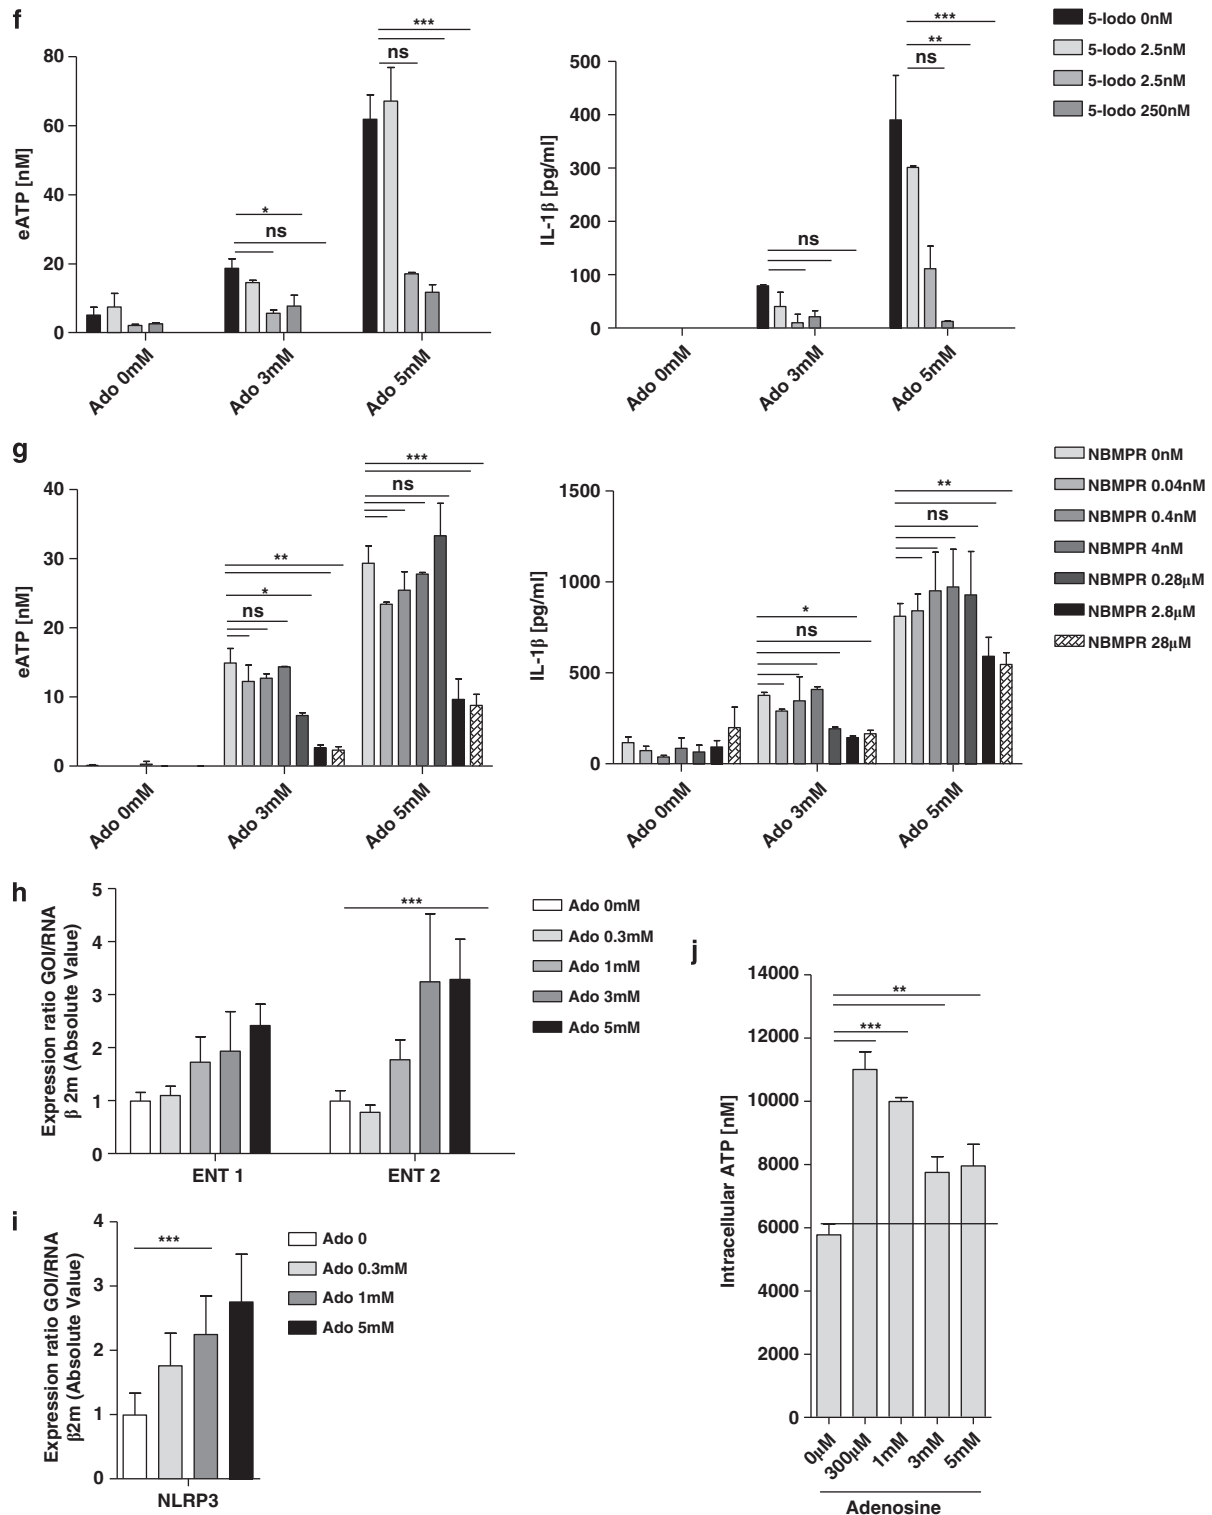 f
eATP [nM]
80
60
40
20
0
***
ns
*
ns
Ado 0mM
Ado 3mM
Ado 5mM
IL-1β [pg/ml]
500
400
300
200
100
0
***
**
ns
ns
Ado 0mM
Ado 3mM
Ado 5mM
5-Iodo 0nM
5-Iodo 2.5nM
5-Iodo 2.5nM
5-Iodo 250nM
g
eATP [nM]
40
30
20
10
0
***
ns
**
*
ns
Ado 0mM
Ado 3mM
Ado 5mM
IL-1β [pg/ml]
1500
1000
500
0
**
ns
*
ns
Ado 0mM
Ado 3mM
Ado 5mM
NBMPR 0nM
NBMPR 0.04nM
NBMPR 0.4nM
NBMPR 4nM
NBMPR 0.28μM
NBMPR 2.8μM
NBMPR 28μM
h
Expression ratio GOI/RNA
β 2m (Absolute Value)
5
4
3
2
1
0
***
ENT 1
ENT 2
Ado 0mM
Ado 0.3mM
Ado 1mM
Ado 3mM
Ado 5mM
i
Expression ratio GOI/RNA
β2m (Absolute Value)
4
3
2
1
0
***
NLRP3
Ado 0
Ado 0.3mM
Ado 1mM
Ado 5mM
j
Intracellular ATP [nM]
14000
12000
10000
8000
6000
4000
2000
0
**
***
0μM
300μM
1mM
3mM
5mM
Adenosine